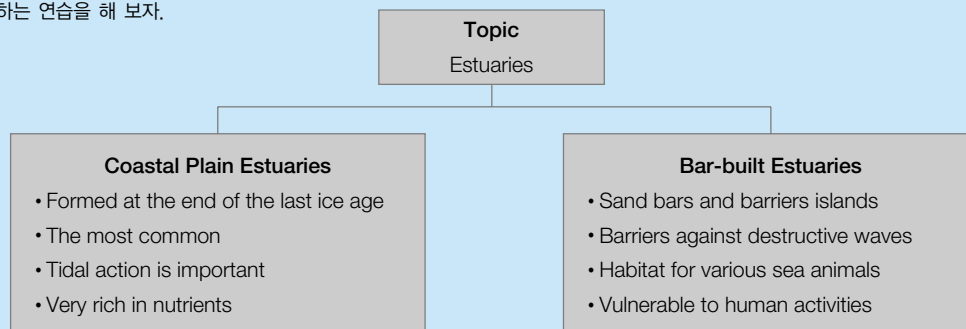 하는 연습을 해 보자.
Topic
Estuaries
Coastal Plain Estuaries
• Formed at the end of the last ice age
• The most common
• Tidal action is important
• Very rich in nutrients
Bar-built Estuaries
• Sand bars and barriers islands
• Barriers against destructive waves
• Habitat for various sea animals
• Vulnerable to human activities